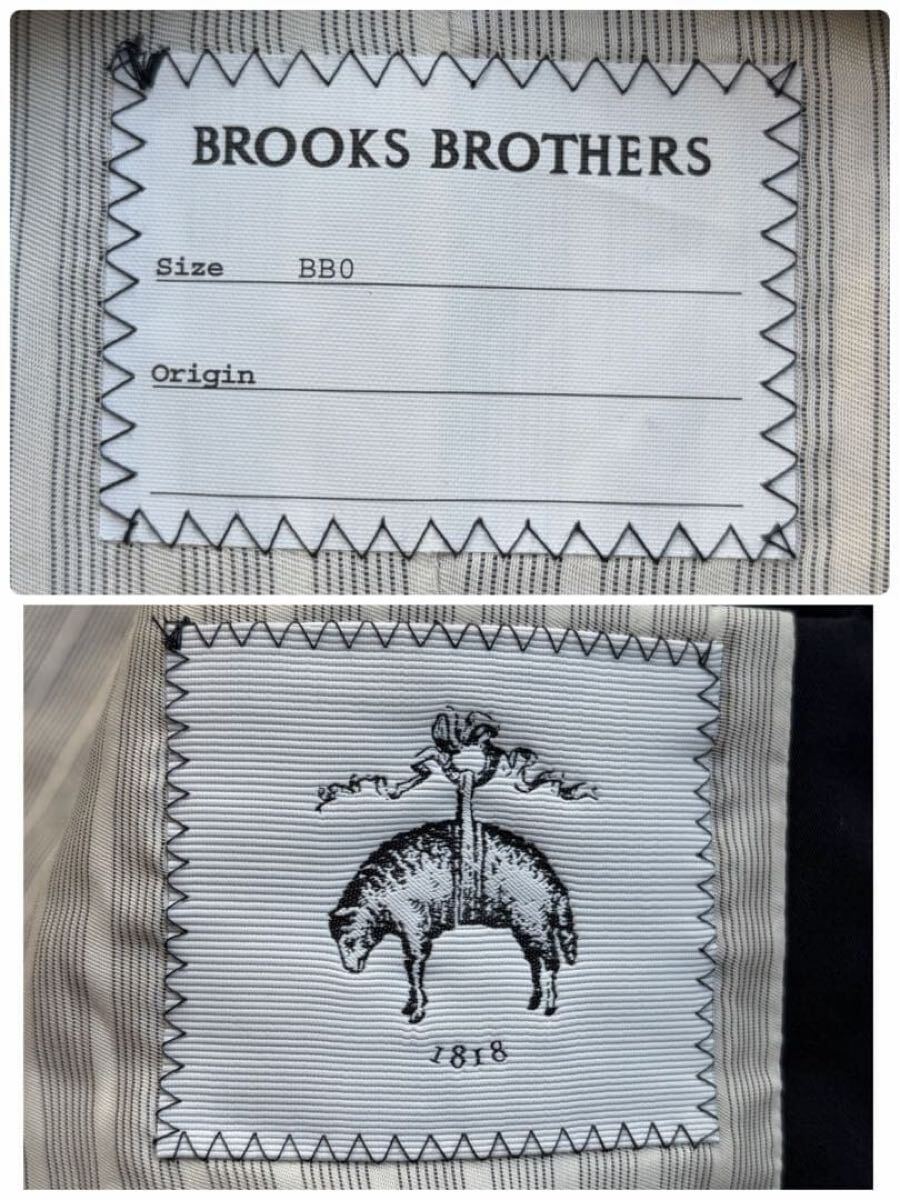 BROOKS BROTHERS
Size BB0
Origin
1818